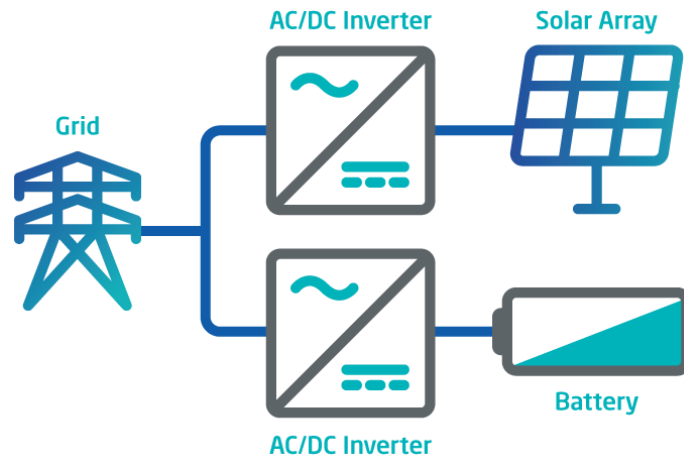 AC/DC Inverter
Solar Array
Grid
Battery
AC/DC Inverter